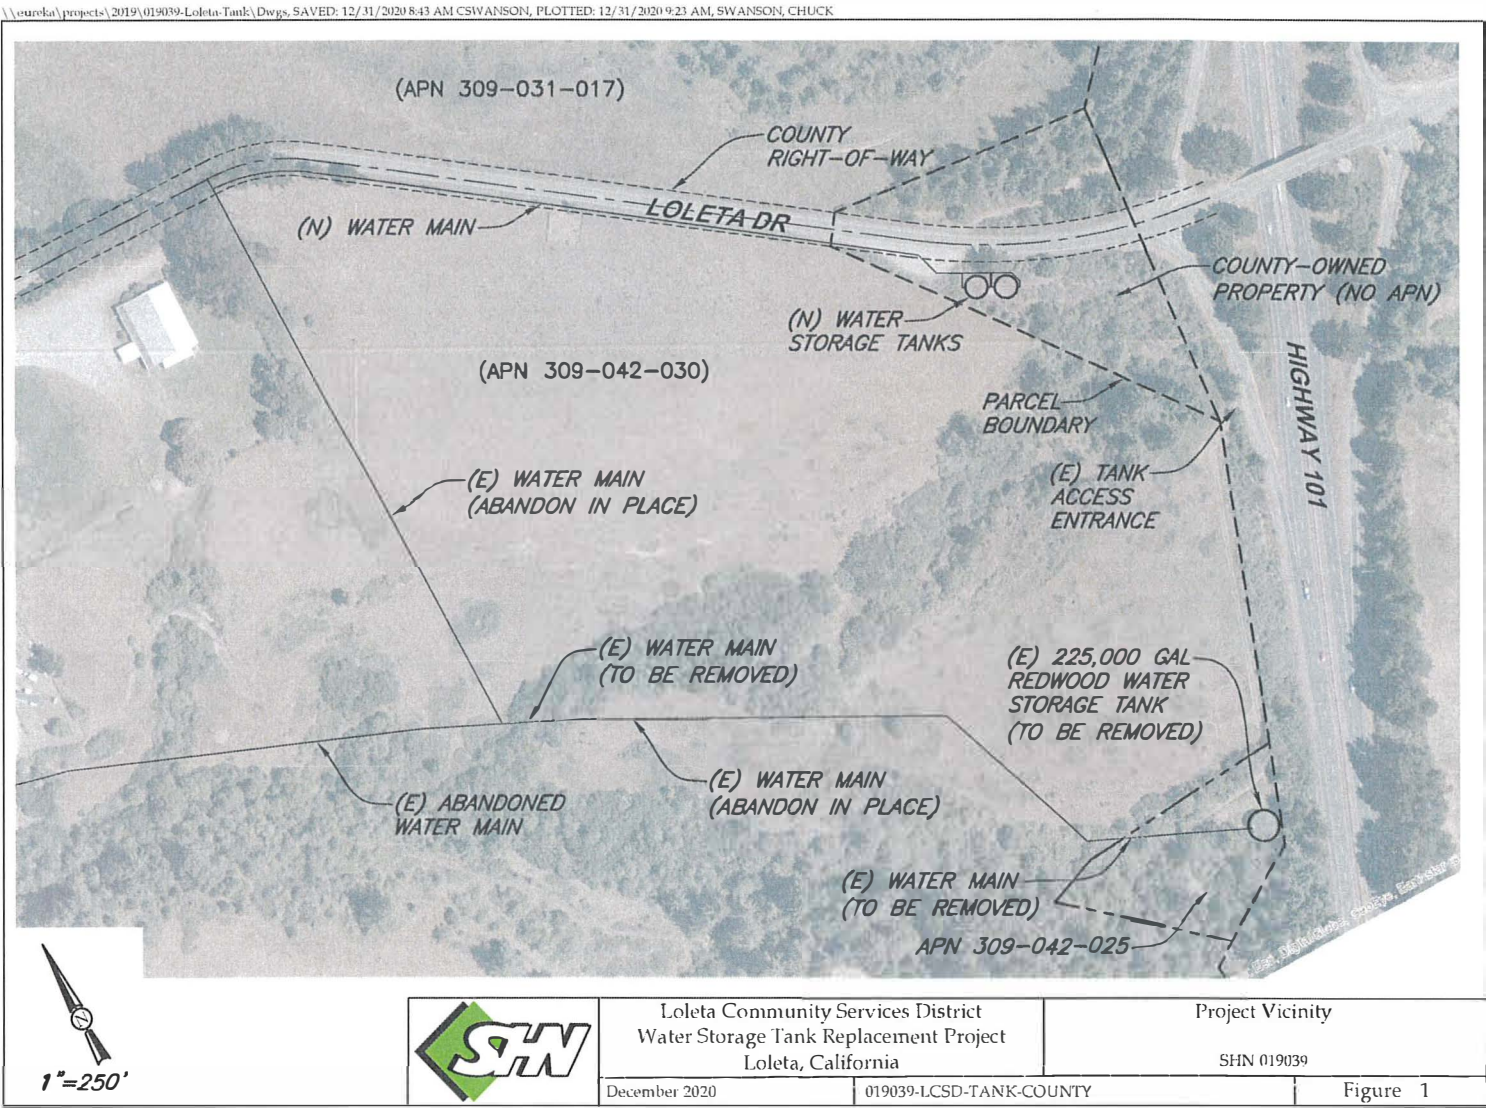 \\eureka\projects\2019\019039-Loleta-Tank\Dwgs, SAVED: 12/31/2020 8:43 AM CSWANSON, PLOTTED: 12/31/2020 9:23 AM, SWANSON, CHUCK
(APN 309-031-017)
COUNTY
RIGHT-OF-WAY
LOLETA DR
(N) WATER MAIN
COUNTY-OWNED
PROPERTY (NO APN)
(N) WATER
STORAGE TANKS
(APN 309-042-030)
PARCEL
BOUNDARY
HIGHWAY 101
(E) TANK
ACCESS
ENTRANCE
(E) WATER MAIN
(ABANDON IN PLACE)
(E) WATER MAIN
(TO BE REMOVED)
(E) 225,000 GAL
REDWOOD WATER
STORAGE TANK
(TO BE REMOVED)
(E) WATER MAIN
(ABANDON IN PLACE)
(E) ABANDONED
WATER MAIN
(E) WATER MAIN
(TO BE REMOVED)
APN 309-042-025
N
1"=250'
SHN
Loleta Community Services District
Water Storage Tank Replacement Project
Loleta, California
Project Vicinity
SHN 019039
December 2020
019039-LCSD-TANK-COUNTY
Figure 1